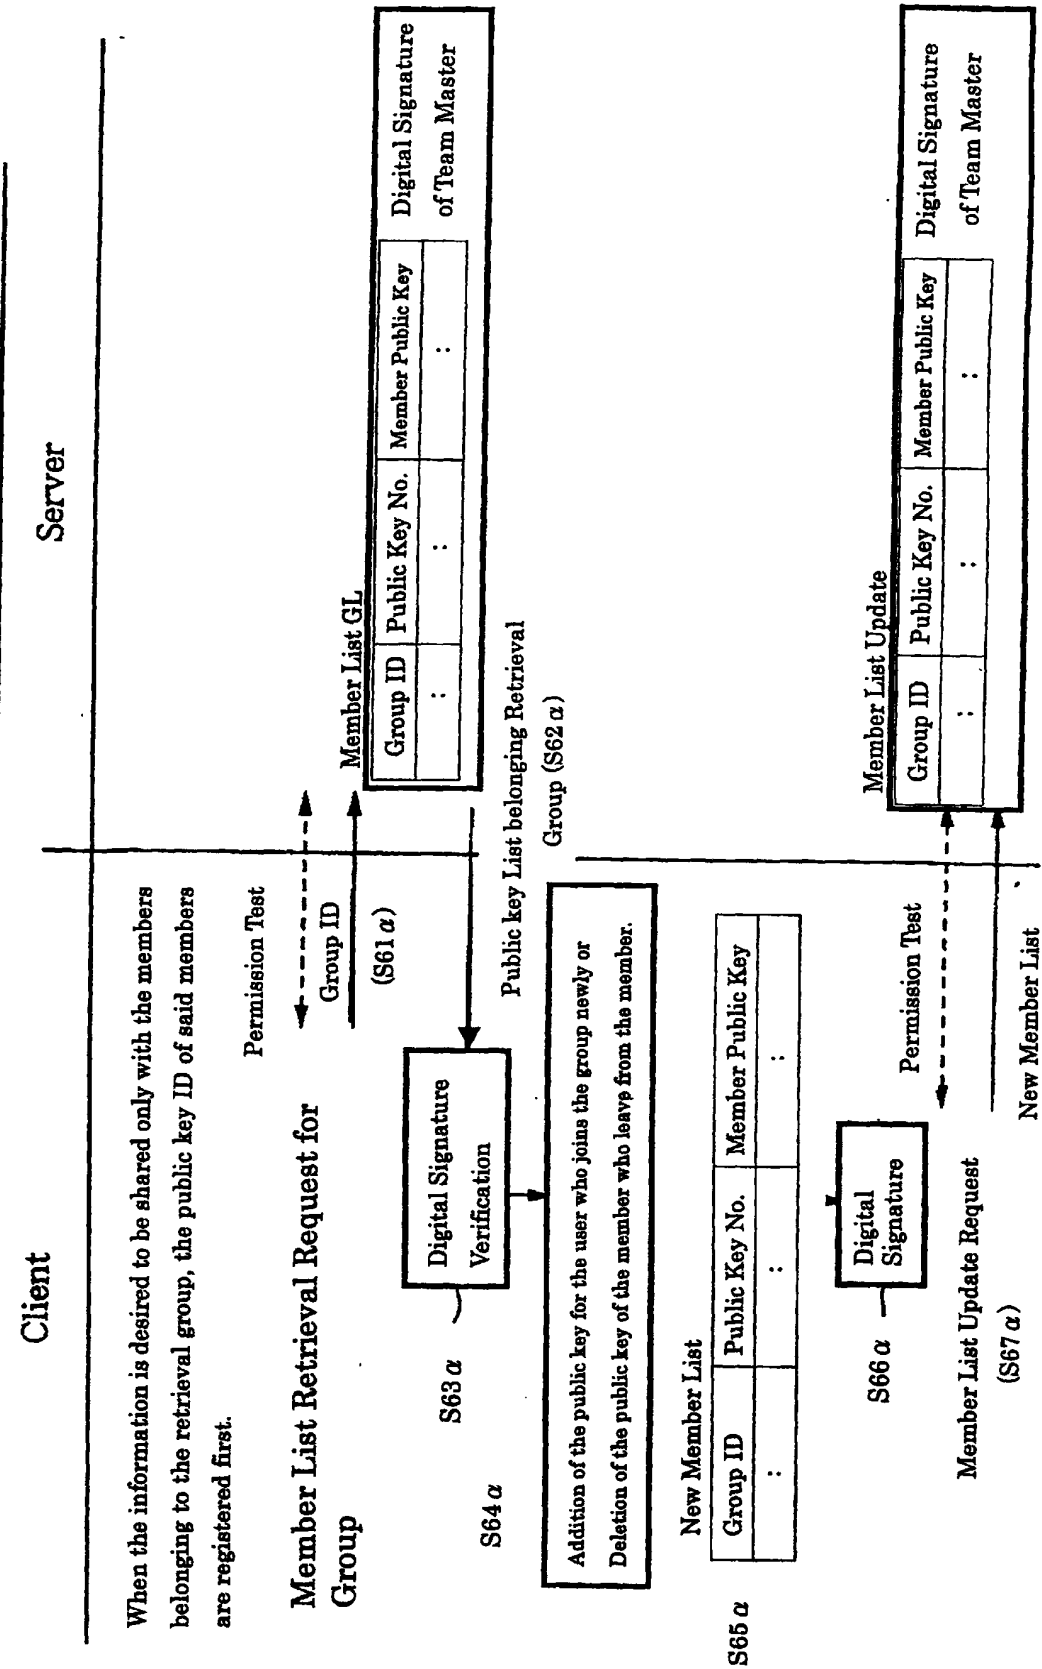 Client
Server
When the information is desired to be shared only with the members
belonging to the retrieval group, the public key ID of said members
are registered first.
Permission Test
Member List Retrieval Request for
Group
Group ID
(S61α)
Member List GL
Group ID
Public Key No.
Member Public Key
:
:
:
Digital Signature
of Team Master
Public key List belonging Retrieval
Group (S62α)
S63α
Digital Signature
Verification
S64α
Addition of the public key for the user who joins the group newly or
Deletion of the public key of the member who leave from the member.
New Member List
S65α
Group ID
Public Key No.
Member Public Key
:
:
:
S66α
Digital
Signature
Permission Test
Member List Update Request
(S67α)
New Member List
Member List Update
Group ID
Public Key No.
Member Public Key
:
:
:
Digital Signature
of Team Master